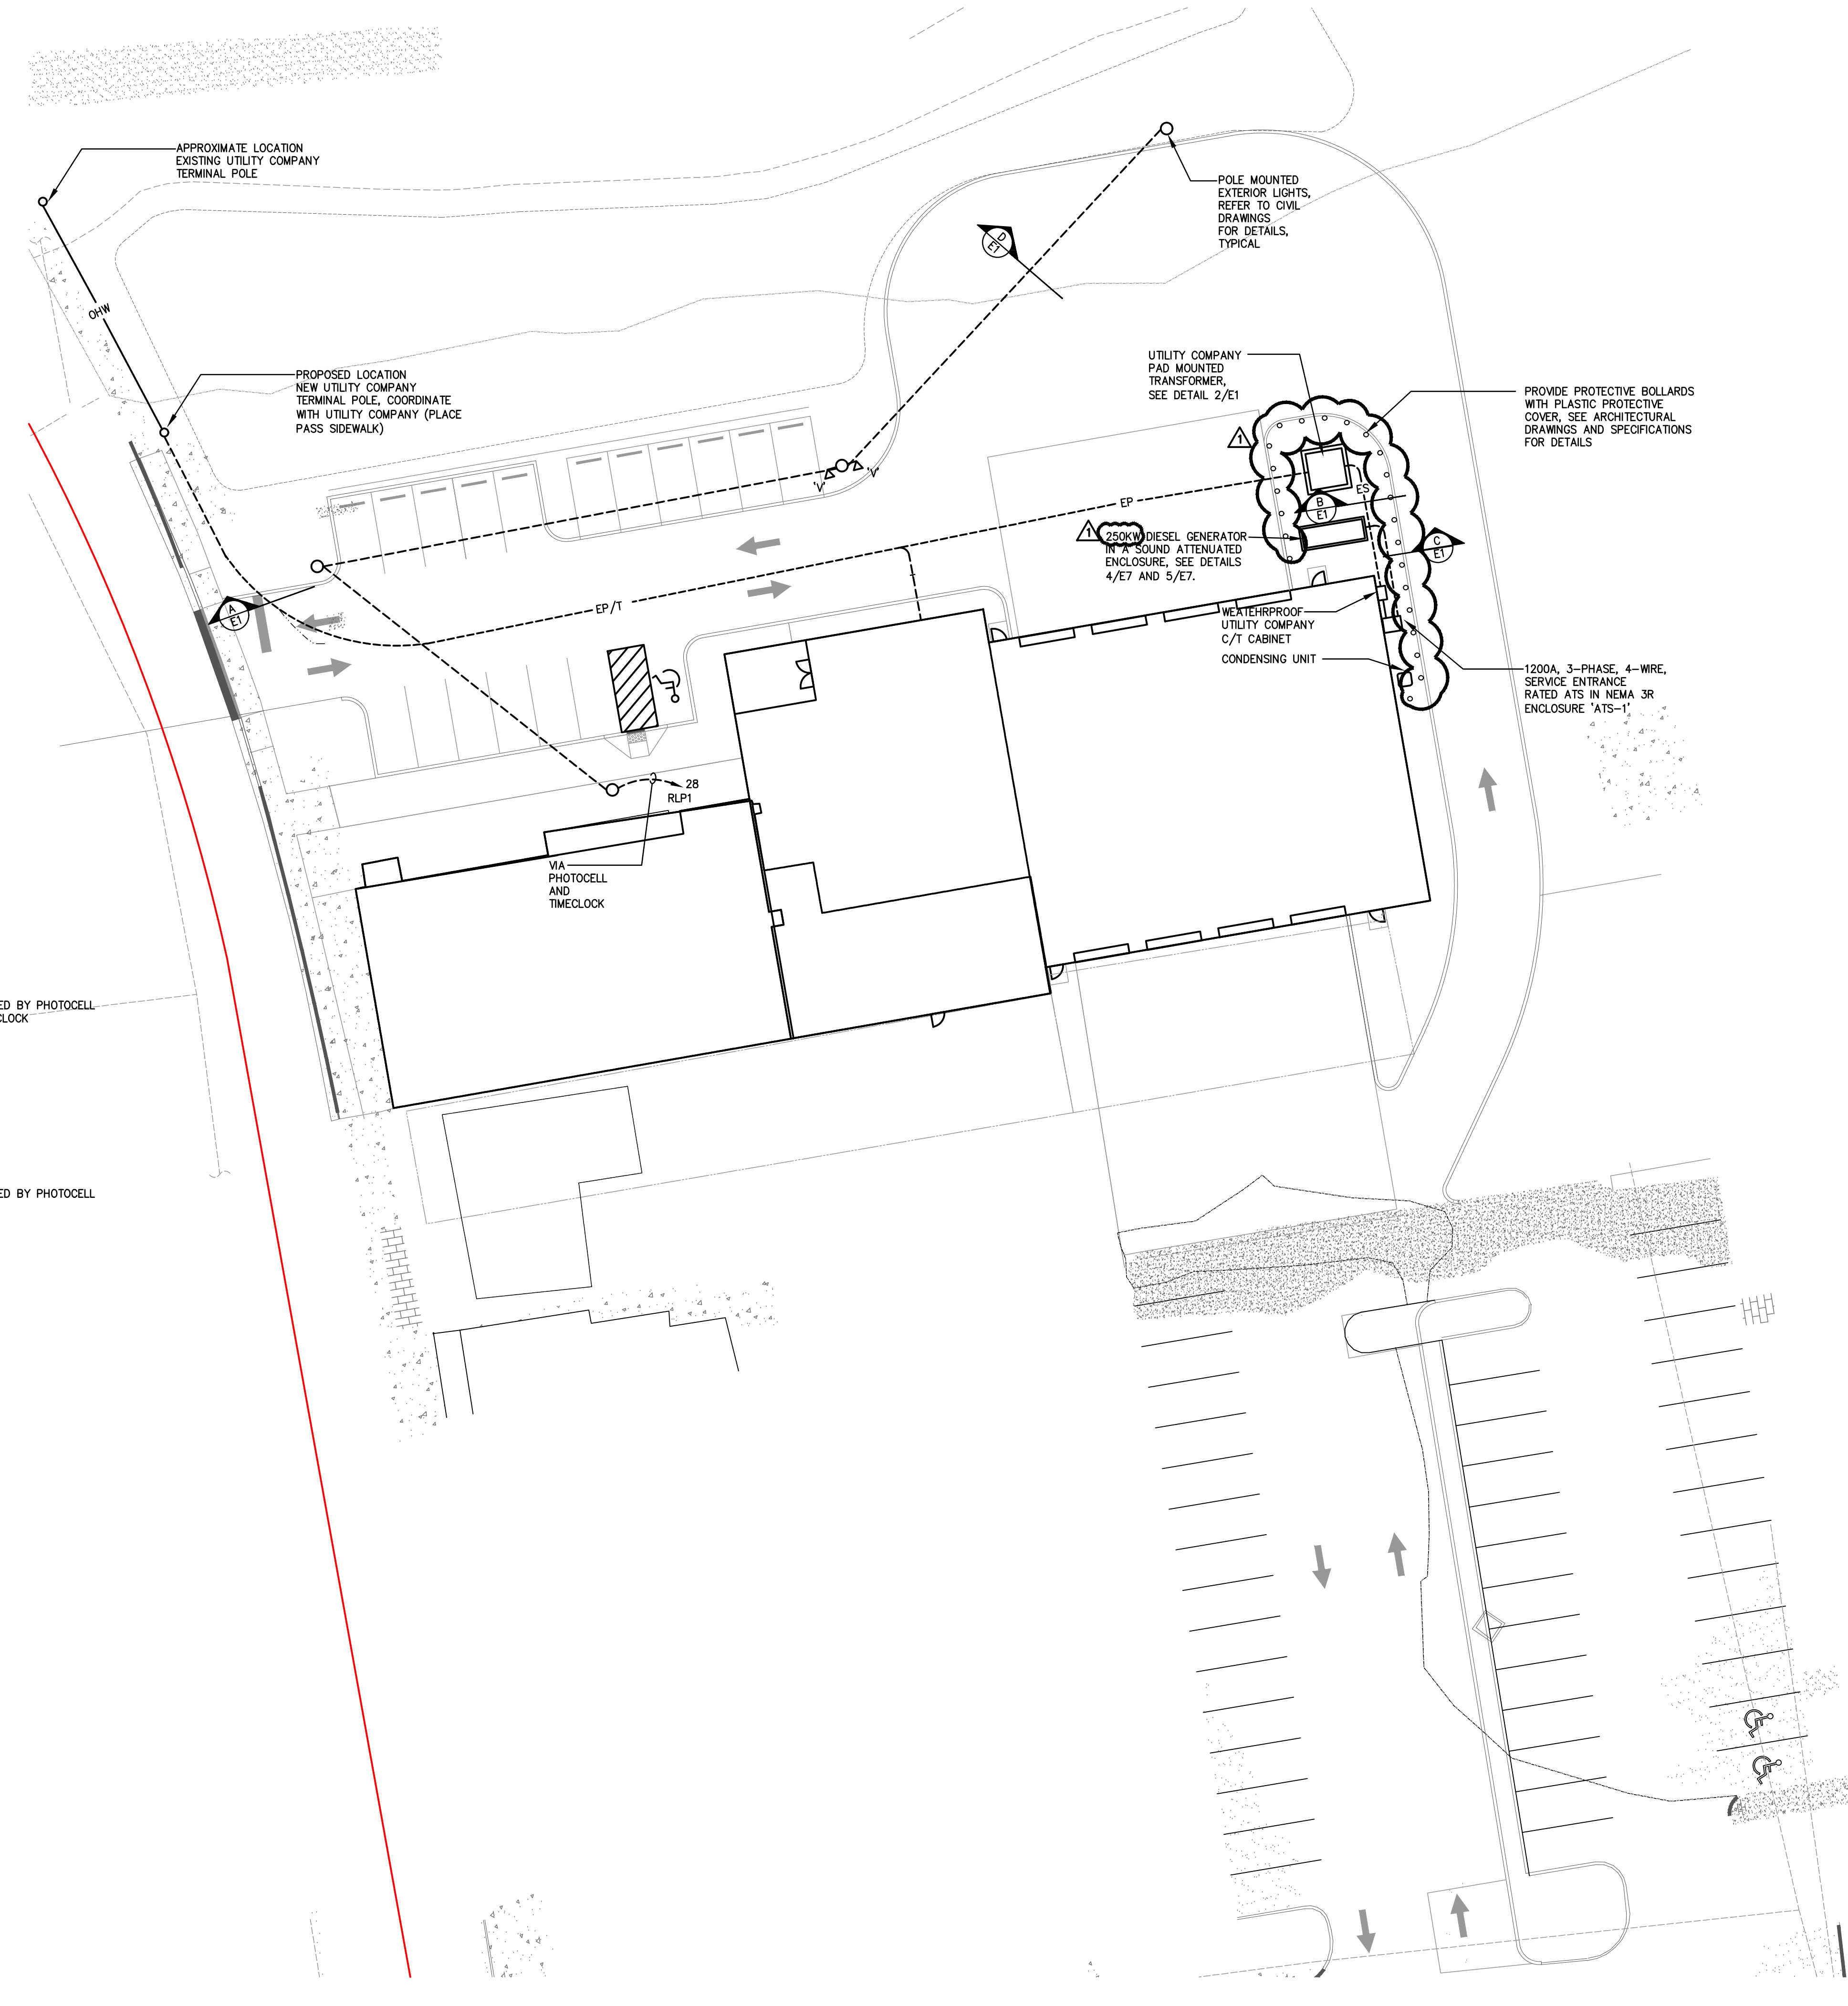 APPROXIMATE LOCATION
EXISTING UTILITY COMPANY
TERMINAL POLE
OHW
PROPOSED LOCATION
NEW UTILITY COMPANY
TERMINAL POLE, COORDINATE
WITH UTILITY COMPANY (PLACE
PASS SIDEWALK)
POLE MOUNTED
EXTERIOR LIGHTS,
REFER TO CIVIL
DRAWINGS
FOR DETAILS,
TYPICAL
D
E1
UTILITY COMPANY
PAD MOUNTED
TRANSFORMER,
SEE DETAIL 2/E1
PROVIDE PROTECTIVE BOLLARDS
WITH PLASTIC PROTECTIVE
COVER, SEE ARCHITECTURAL
DRAWINGS AND SPECIFICATIONS
FOR DETAILS
1
'V'
'V'
EP
ES
B
E1
1
250KW DIESEL GENERATOR
IN A SOUND ATTENUATED
ENCLOSURE, SEE DETAILS
4/E7 AND 5/E7.
C
E1
A
E1
EP/T
WEATEHRPROOF
UTILITY COMPANY
C/T CABINET
CONDENSING UNIT
1200A, 3-PHASE, 4-WIRE,
SERVICE ENTRANCE
RATED ATS IN NEMA 3R
ENCLOSURE 'ATS-1'
28
RLP1
VIA
PHOTOCELL
AND
TIMECLOCK
ED BY PHOTOCELL
CLOCK
ED BY PHOTOCELL